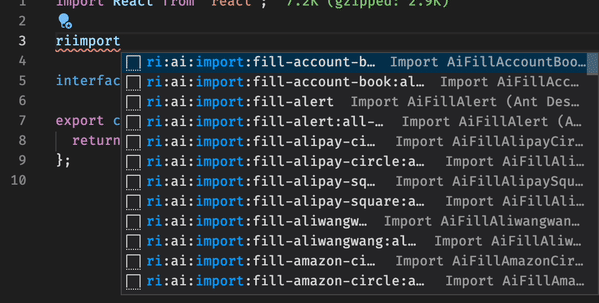 1 import React from 'react'; 7.2K (gzipped: 2.9K)
2
3 riimport
4 ri:ai:import:fill-account-b… Import AiFillAccountBoo…
5 interfac ri:ai:import:fill-account-book:al… Import AiFillAcc…
6 ri:ai:import:fill-alert Import AiFillAlert (Ant Des…
7 export c ri:ai:import:fill-alert:all-… Import AiFillAlert (A…
8 return ri:ai:import:fill-alipay-ci… Import AiFillAlipayCir…
9 }; ri:ai:import:fill-alipay-circle:a… Import AiFillAli…
10 ri:ai:import:fill-alipay-sq… Import AiFillAlipaySqu…
ri:ai:import:fill-alipay-square:a… Import AiFillAli…
ri:ai:import:fill-aliwangw… Import AiFillAliwangwan…
ri:ai:import:fill-aliwangwang:al… Import AiFillAliw…
ri:ai:import:fill-amazon-ci… Import AiFillAmazonCir…
ri:ai:import:fill-amazon-circle:a… Import AiFillAma…